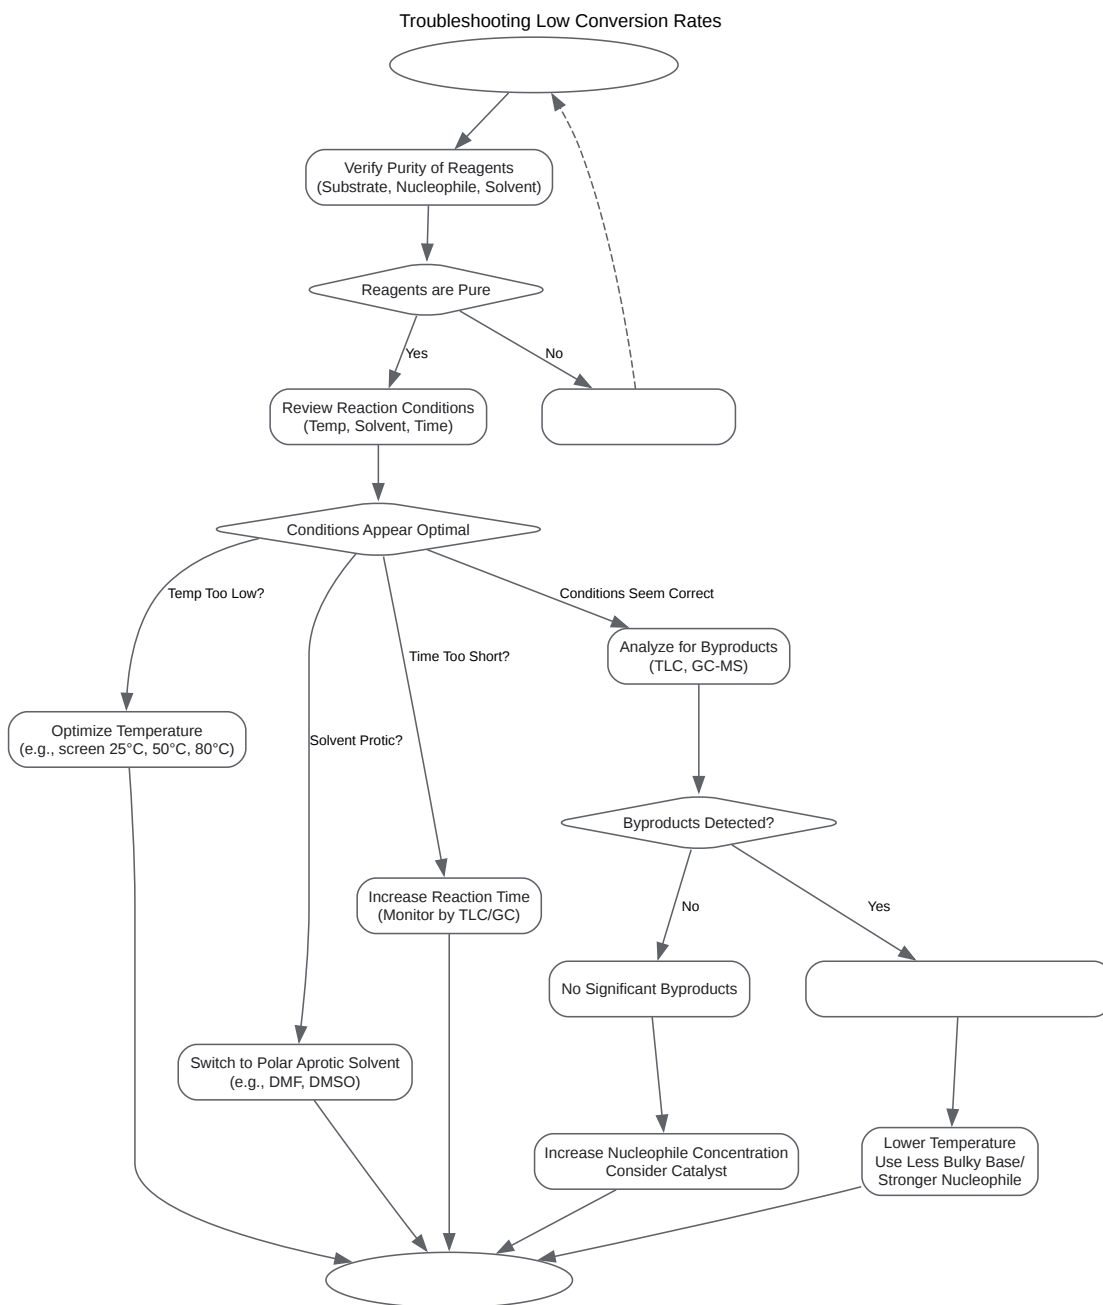 Troubleshooting Low Conversion Rates
Verify Purity of Reagents
(Substrate, Nucleophile, Solvent)
Reagents are Pure
Yes
No
Review Reaction Conditions
(Temp, Solvent, Time)
Conditions Appear Optimal
Temp Too Low?
Conditions Seem Correct
Time Too Short?
Analyze for Byproducts
(TLC, GC-MS)
Optimize Temperature
(e.g., screen 25°C, 50°C, 80°C)
Solvent Protic?
Byproducts Detected?
Increase Reaction Time
(Monitor by TLC/GC)
No
Yes
No Significant Byproducts
Switch to Polar Aprotic Solvent
(e.g., DMF, DMSO)
Increase Nucleophile Concentration
Consider Catalyst
Lower Temperature
Use Less Bulky Base/
Stronger Nucleophile